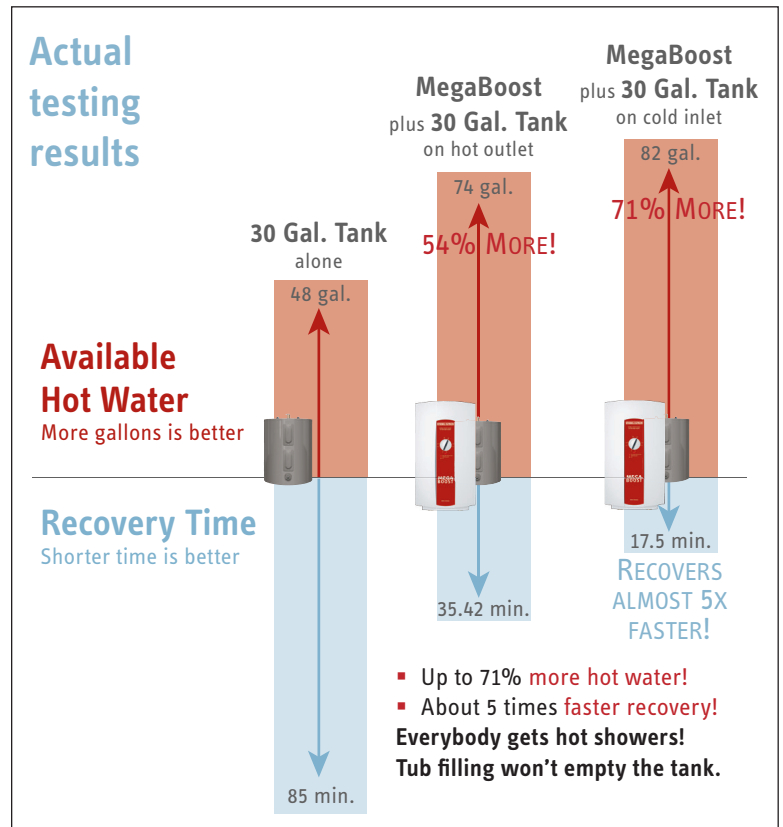 Actual
testing
results
30 Gal. Tank
alone
48 gal.
MegaBoost
plus 30 Gal. Tank
on hot outlet
74 gal.
54% MORE!
MegaBoost
plus 30 Gal. Tank
on cold inlet
82 gal.
71% MORE!
Available
Hot Water
More gallons is better
MEGA
BOOST
MEGA
BOOST
Recovery Time
Shorter time is better
85 min.
35.42 min.
17.5 min.
RECOVERS
ALMOST 5X
FASTER!
▪ Up to 71% more hot water!
▪ About 5 times faster recovery!
Everybody gets hot showers!
Tub filling won't empty the tank.